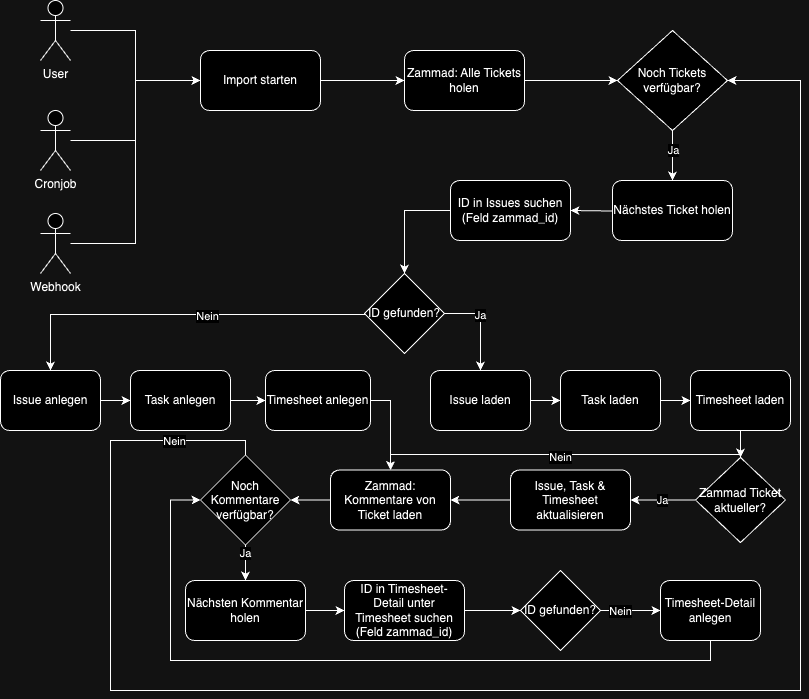 User
Import starten
Zammad: Alle Tickets
holen
Noch Tickets
verfügbar?
Ja
Cronjob
ID in Issues suchen
(Feld zammad_id)
Nächstes Ticket holen
Webhook
ID gefunden?
Nein
Ja
Issue anlegen
Task anlegen
Timesheet anlegen
Issue laden
Task laden
Timesheet laden
Nein
Nein
Noch
Kommentare
verfügbar?
Zammad:
Kommentare von
Ticket laden
Issue, Task &
Timesheet
aktualisieren
Ja
Zammad Ticket
aktueller?
Ja
Nächsten Kommentar
holen
ID in Timesheet-
Detail unter
Timesheet suchen
(Feld zammad_id)
ID gefunden?
Nein
Timesheet-Detail
anlegen